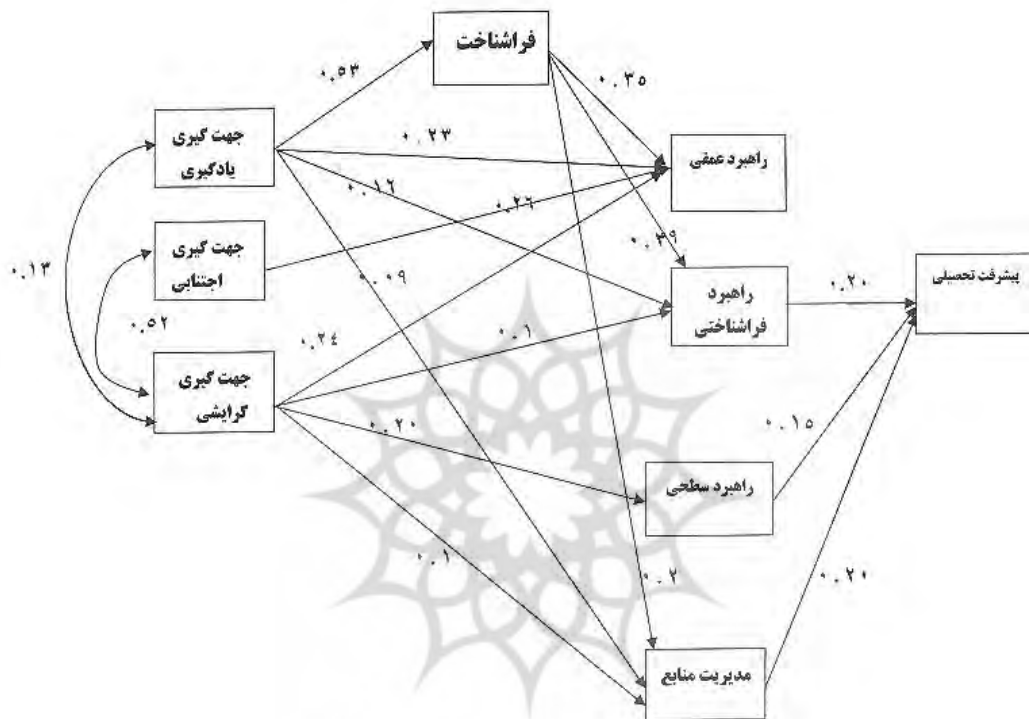 فراشناخت
۰.۵۳
۰.۳۵
جهت گیری
یادگیری
۰.۲۳
راهبرد عمقی
۰.۱۶
۰.۲۶
جهت گیری
اجتنابی
۰.۱۳
۰.۳۹
۰.۰۹
پیشرفت تحصیلی
۰.۲۰
راهبرد
فراشناختی
۰.۵۲
۰.۲٤
۰.۱
جهت گیری
گرایشی
۰.۲۰
۰.۱۵
راهبرد سطحی
۰.۱
۰.۲
۰.۲۰
مدیریت منابع